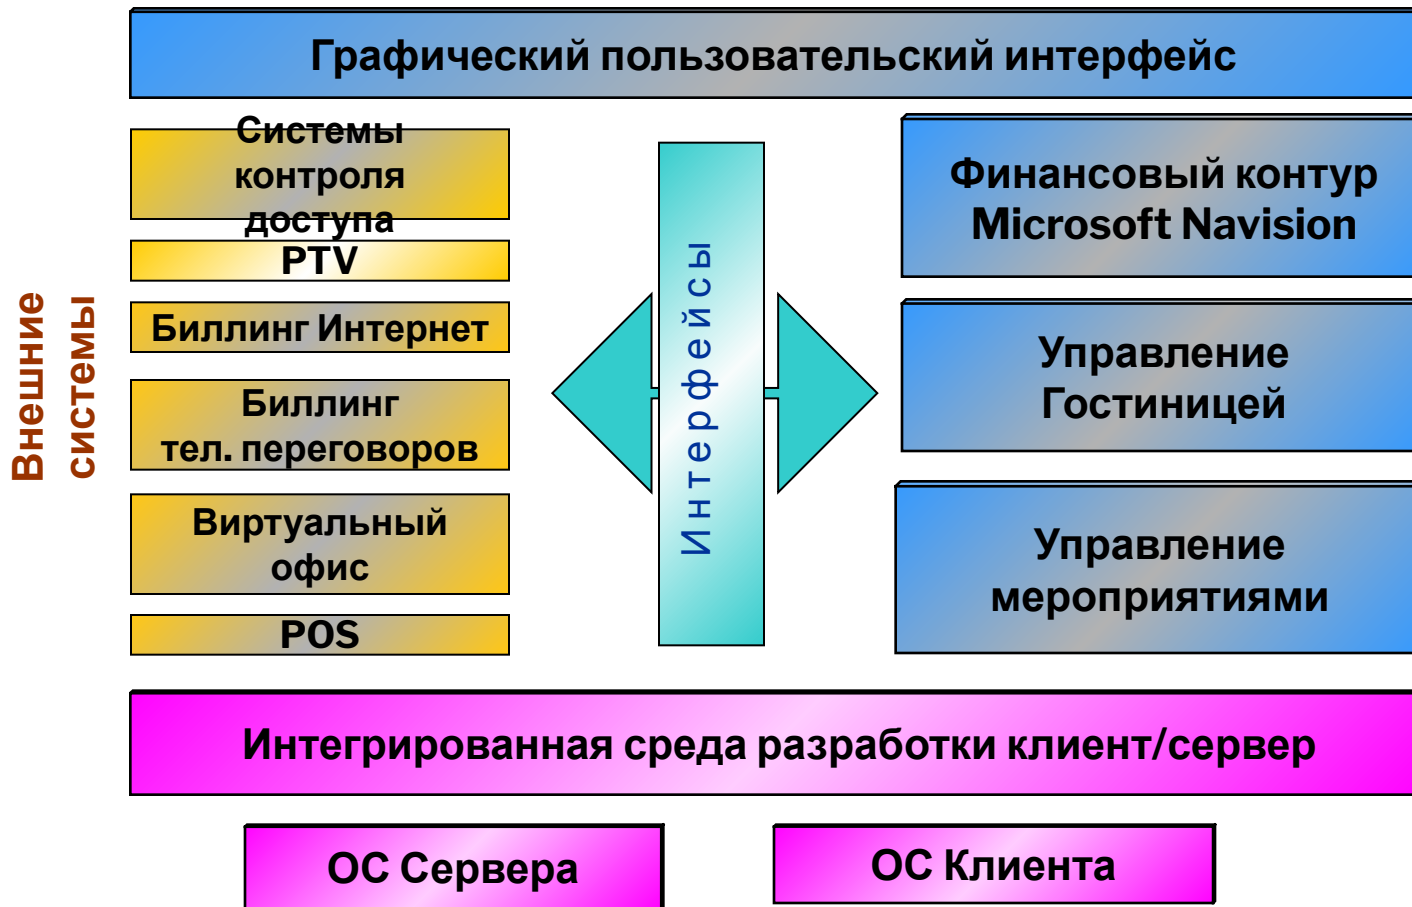 Графический пользовательский интерфейс
Системы
контроля
доступа
PTV
Биллинг Интернет
Биллинг
тел. переговоров
Виртуальный
офис
POS
Внешние
системы
Интерфейсы
Финансовый контур
Microsoft Navision
Управление
Гостиницей
Управление
мероприятиями
Интегрированная среда разработки клиент/сервер
ОС Сервера
ОС Клиента